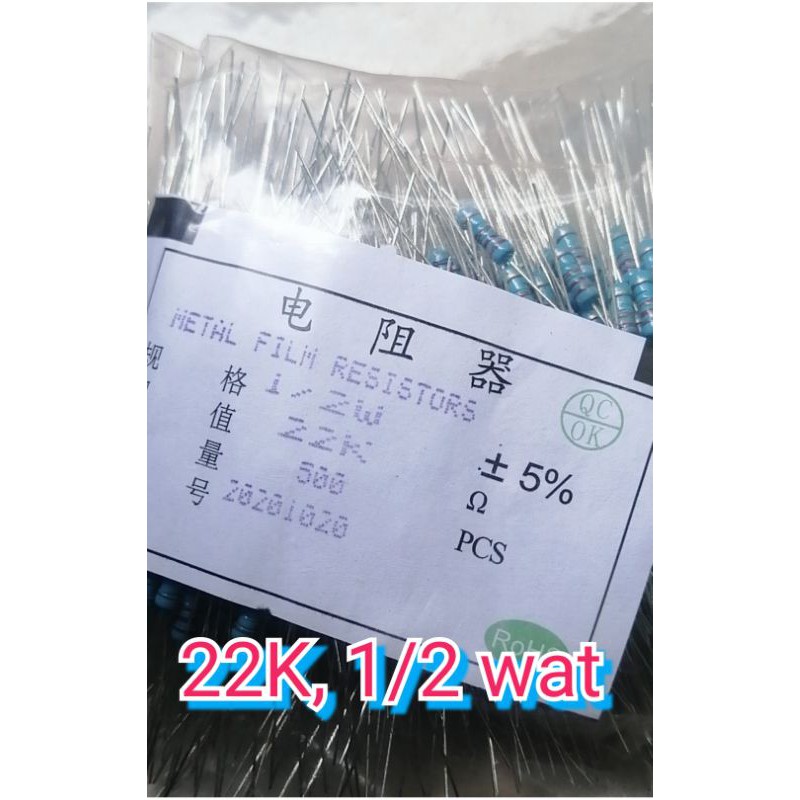 电阻器
METAL FILM RESISTORS
规格 1/2W
值 22K ± 5% Ω
量 500 PCS
号 20201020
QC
OK
RoHS
22K, 1/2 wat